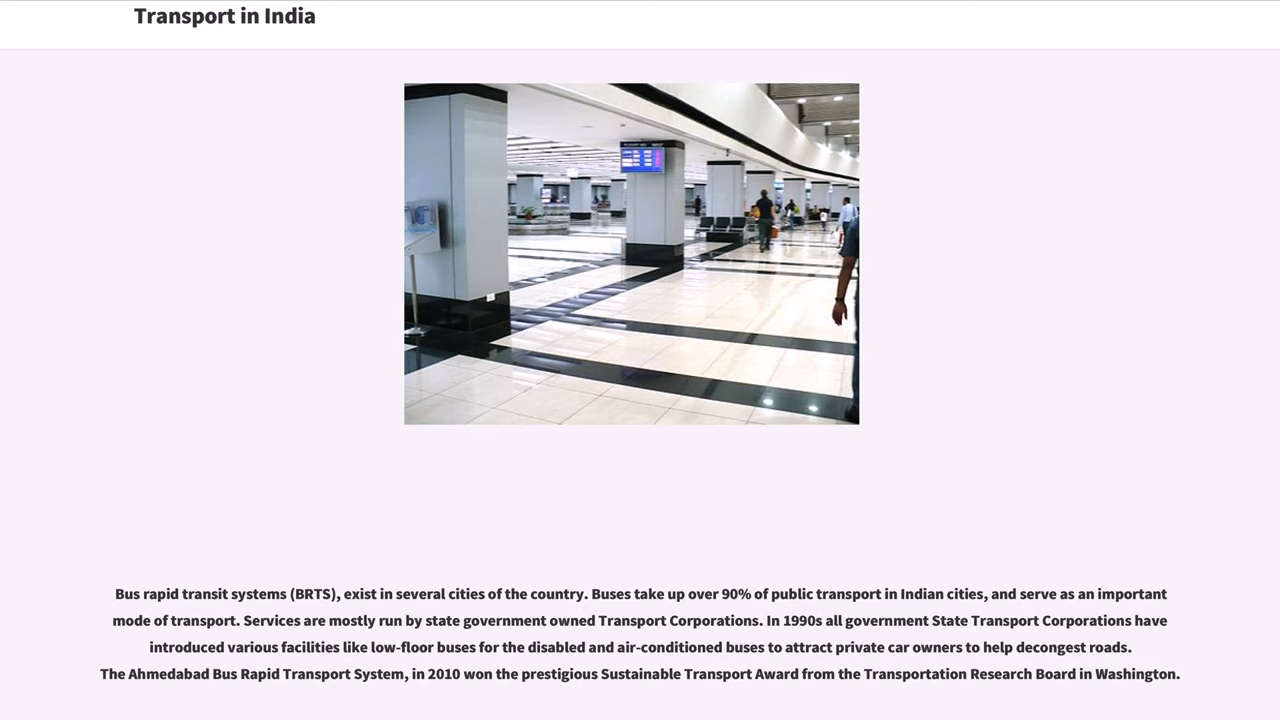 Transport in India
Bus rapid transit systems (BRTS), exist in several cities of the country. Buses take up over 90% of public transport in Indian cities, and serve as an important
mode of transport. Services are mostly run by state government owned Transport Corporations. In 1990s all government State Transport Corporations have
introduced various facilities like low-floor buses for the disabled and air-conditioned buses to attract private car owners to help decongest roads.
The Ahmedabad Bus Rapid Transport System, in 2010 won the prestigious Sustainable Transport Award from the Transportation Research Board in Washington.